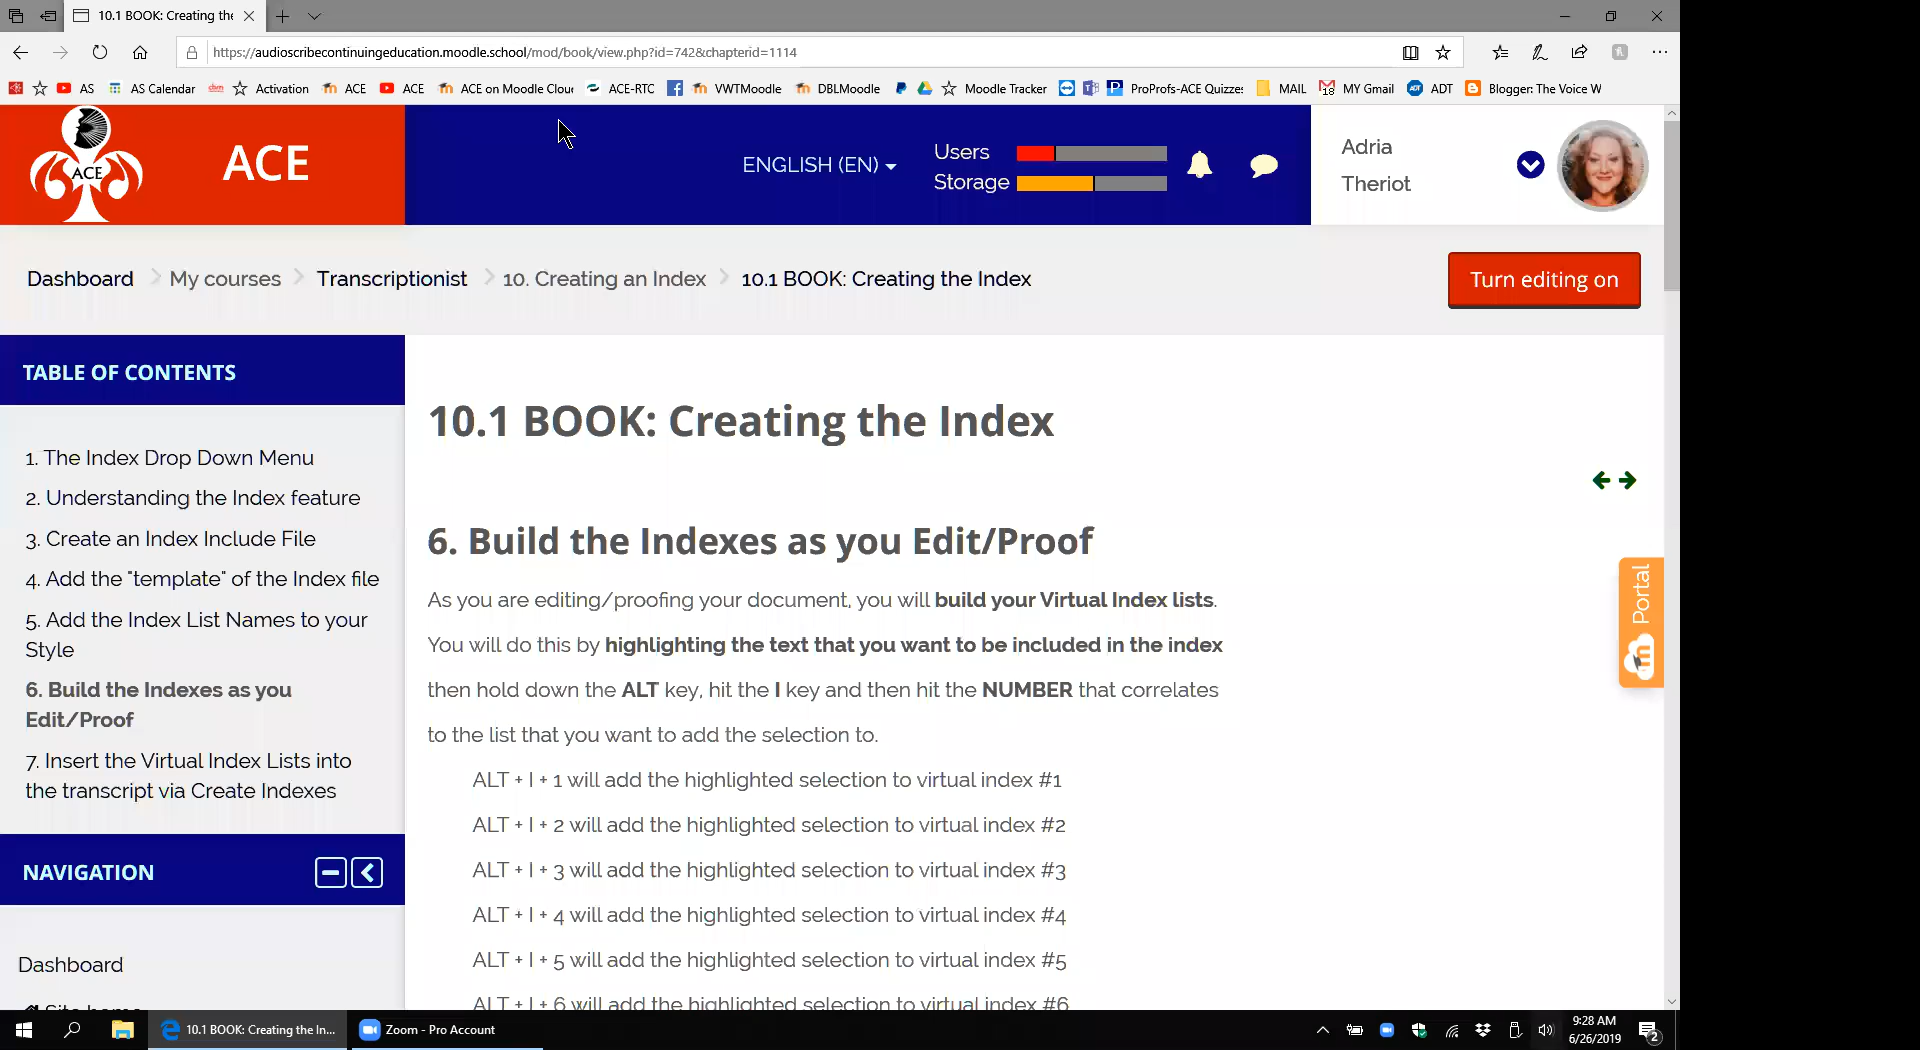 10.1 BOOK: Creating the
https://audioscribecontinuingeducation.moodle.school/mod/book/view.php?id=742&chapterid=1114
AS AS Calendar cbm Activation ACE ACE ACE on Moodle Clou ACE-RTC VWTMoodle DBLMoodle Moodle Tracker ProProfs-ACE Quizzes MAIL 18 MY Gmail ADT ADT Blogger: The Voice W
ACE
ACE
ENGLISH (EN)
Users
Storage
Adria
Theriot
Dashboard My courses Transcriptionist 10. Creating an Index 10.1 BOOK: Creating the Index
Turn editing on
TABLE OF CONTENTS
1. The Index Drop Down Menu
2. Understanding the Index feature
3. Create an Index Include File
4. Add the "template" of the Index file
5. Add the Index List Names to your
Style
6. Build the Indexes as you
Edit/Proof
7. Insert the Virtual Index Lists into
the transcript via Create Indexes
NAVIGATION
Dashboard
Site home
10.1 BOOK: Creating the Index
6. Build the Indexes as you Edit/Proof
As you are editing/proofing your document, you will build your Virtual Index lists.
You will do this by highlighting the text that you want to be included in the index
then hold down the ALT key, hit the I key and then hit the NUMBER that correlates
to the list that you want to add the selection to.
ALT + I + 1 will add the highlighted selection to virtual index #1
ALT + I + 2 will add the highlighted selection to virtual index #2
ALT + I + 3 will add the highlighted selection to virtual index #3
ALT + I + 4 will add the highlighted selection to virtual index #4
ALT + I + 5 will add the highlighted selection to virtual index #5
ALT + I + 6 will add the highlighted selection to virtual index #6
Portal
10.1 BOOK: Creating the In...
Zoom - Pro Account
9:28 AM
6/26/2019
2